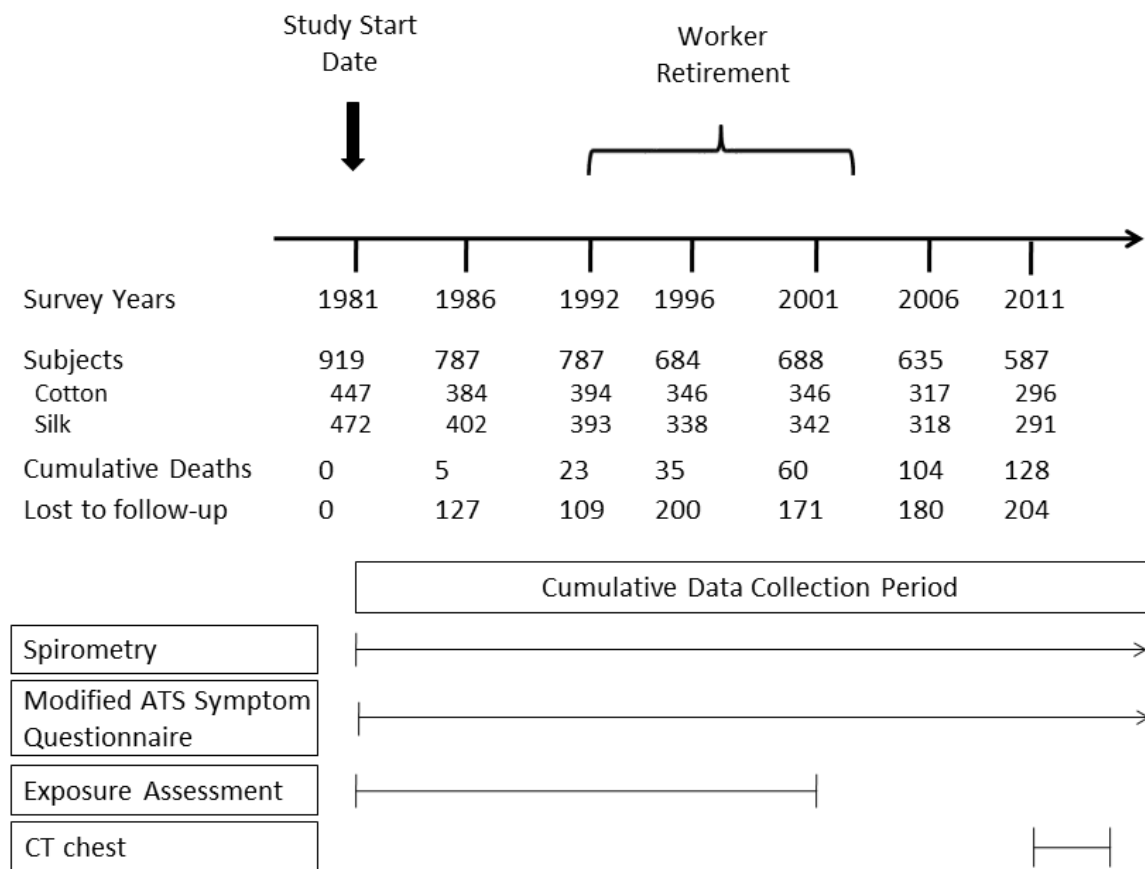 Study Start
Date
Worker
Retirement
Survey Years 1981 1986 1992 1996 2001 2006 2011
Subjects 919 787 787 684 688 635 587
Cotton 447 384 394 346 346 317 296
Silk 472 402 393 338 342 318 291
Cumulative Deaths 0 5 23 35 60 104 128
Lost to follow-up 0 127 109 200 171 180 204
Cumulative Data Collection Period
Spirometry
Modified ATS Symptom
Questionnaire
Exposure Assessment
CT chest